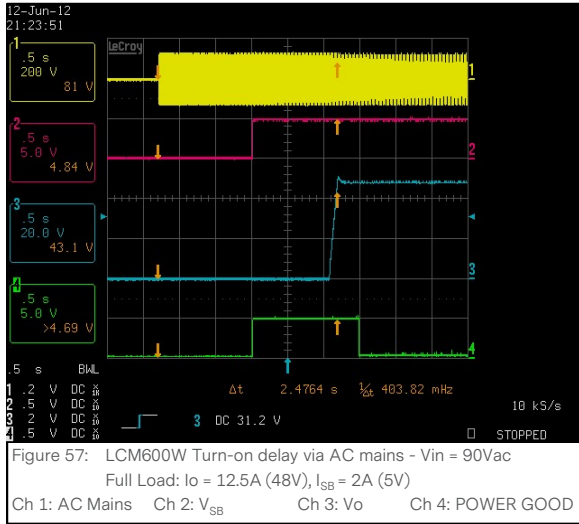 12-Jun-12
21:23:51
LeCroy
1
.5 s
200 V
81 V
2
.5 s
5.0 V
4.84 V
3
.5 s
20.0 V
43.1 V
4
.5 s
5.0 V
>4.69 V
1
2
3
4
.5 s BWL
1 .2 V DC
2 .5 V DC
3 2 V DC
4 .5 V DC
Δt 2.4764 s 1/Δt 403.82 mHz
3 DC 31.2 V
10 kS/s
STOPPED
Figure 57: LCM600W Turn-on delay via AC mains - Vin = 90Vac
Full Load: Io = 12.5A (48V), ISB = 2A (5V)
Ch 1: AC Mains Ch 2: VSB Ch 3: Vo Ch 4: POWER GOOD